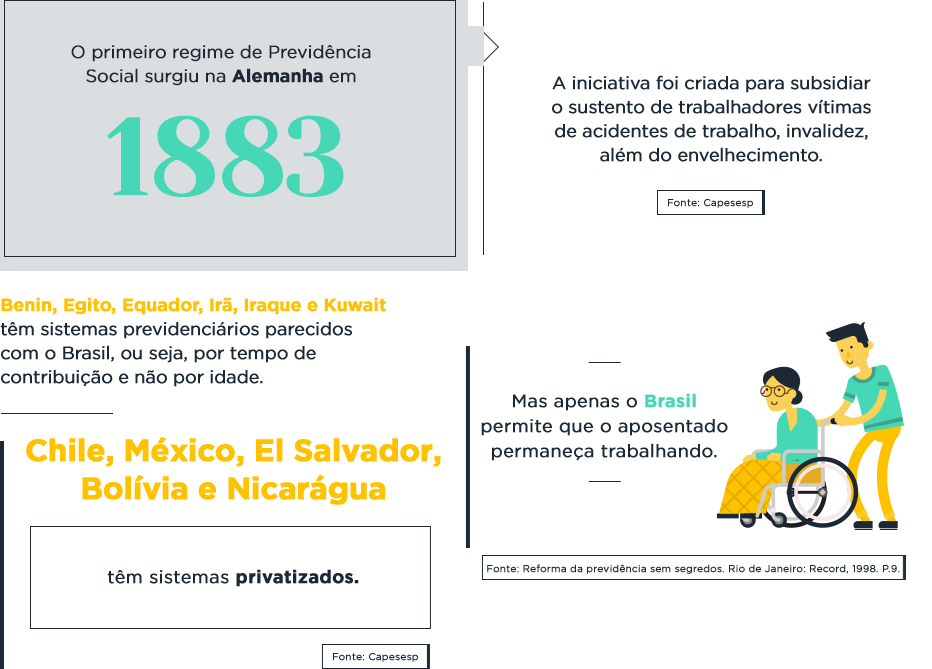 O primeiro regime de Previdência
Social surgiu na Alemanha em
1883
A iniciativa foi criada para subsidiar
o sustento de trabalhadores vítimas
de acidentes de trabalho, invalidez,
além do envelhecimento.
Fonte: Capesesp
Benin, Egito, Equador, Irã, Iraque e Kuwait
têm sistemas previdenciários parecidos
com o Brasil, ou seja, por tempo de
contribuição e não por idade.
Chile, México, El Salvador,
Bolívia e Nicarágua
têm sistemas privatizados.
Fonte: Capesesp
Mas apenas o Brasil
permite que o aposentado
permaneça trabalhando.
Fonte: Reforma da previdência sem segredos. Rio de Janeiro: Record, 1998. P.9.